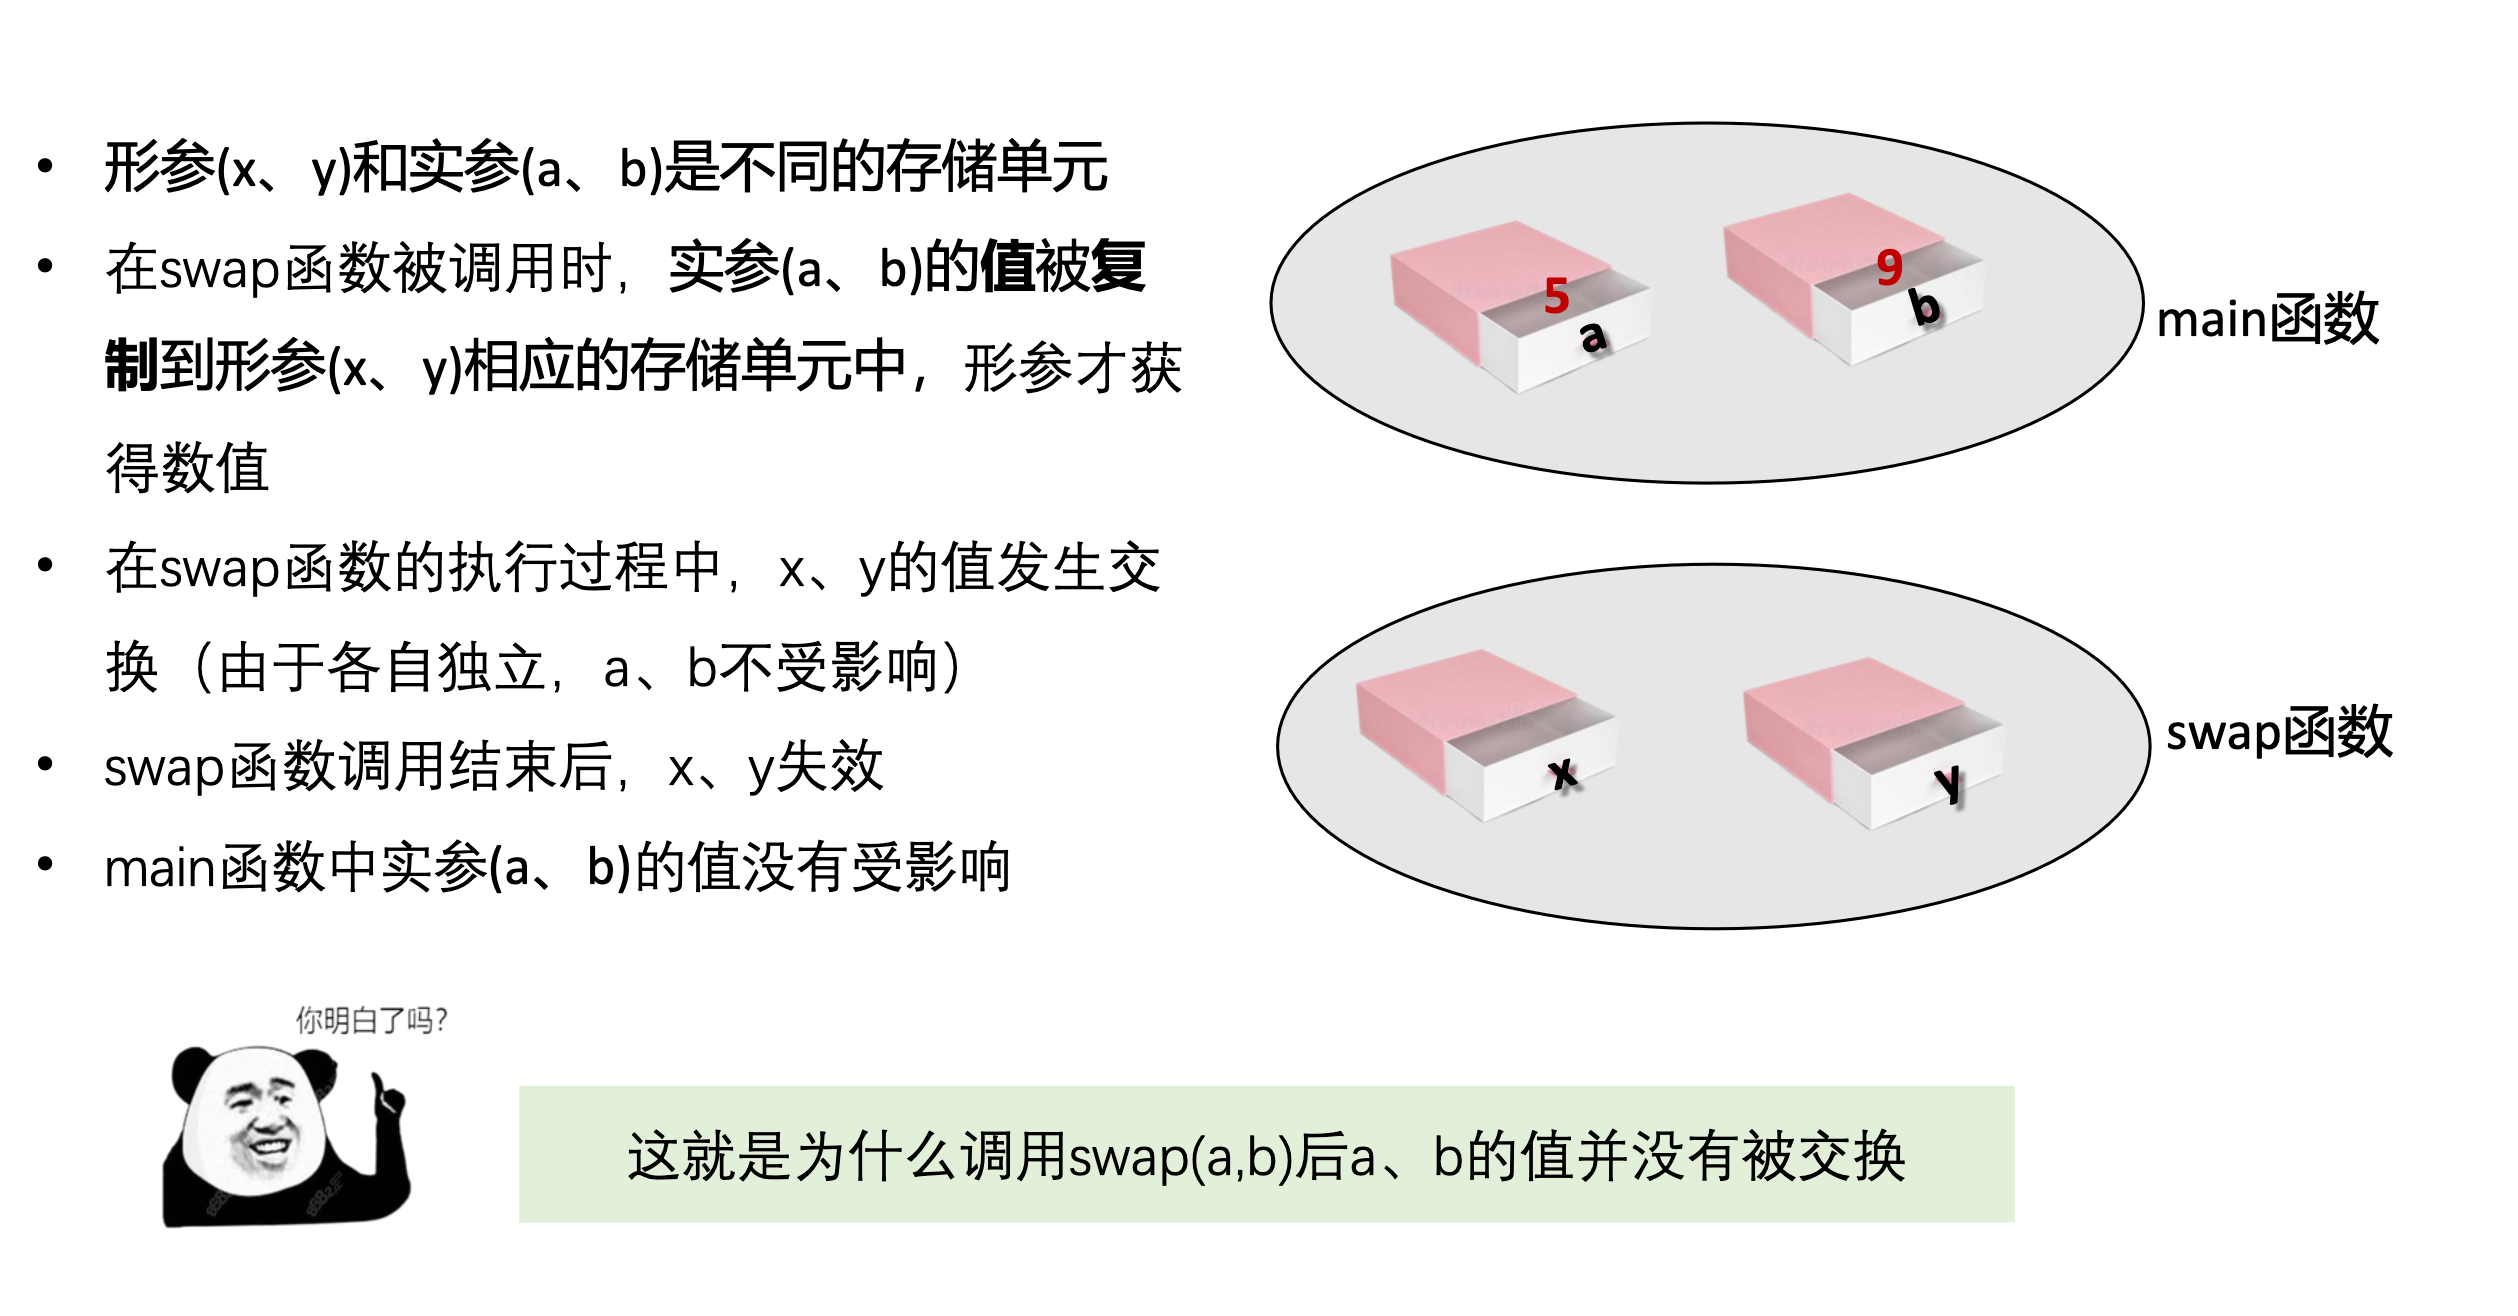 • 形参(x、y)和实参(a、b)是不同的存储单元
• 在swap函数被调用时，实参(a、b)的值被复
制到形参(x、y)相应的存储单元中，形参才获
得数值
• 在swap函数的执行过程中，x、y的值发生交
换（由于各自独立，a、b不受影响）
• swap函数调用结束后，x、y失效
• main函数中实参(a、b)的值没有受影响
5
a
9
b
main函数
x
y
swap函数
你明白了吗?
这就是为什么调用swap(a,b)后a、b的值并没有被交换